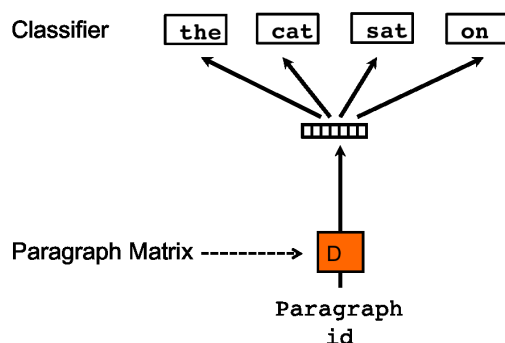 Classifier the cat sat on
Paragraph Matrix D
Paragraph
id